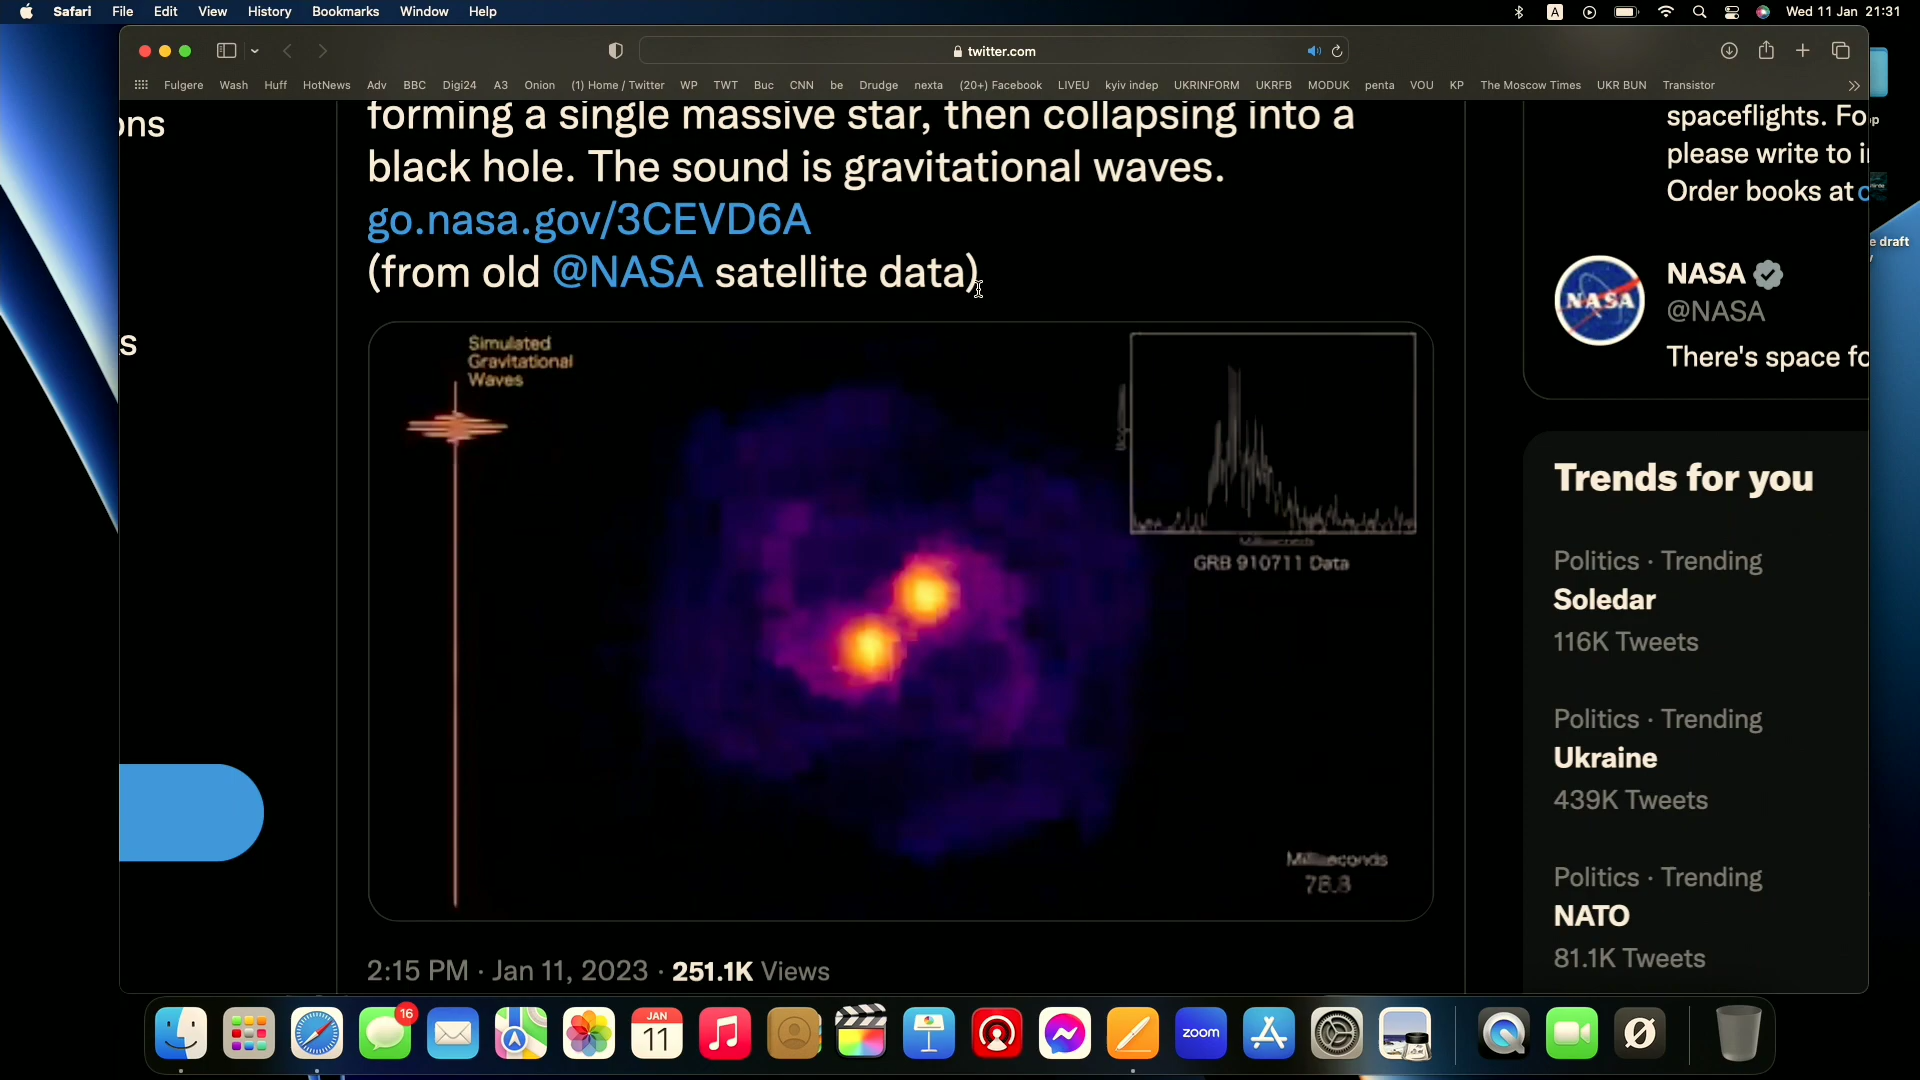 Safari File Edit View History Bookmarks Window Help
A
Wed 11 Jan 21:31
twitter.com
Fulgere Wash Huff HotNews Adv BBC Digi24 A3 Onion (1) Home / Twitter WP TWT Buc CNN be Drudge nexta (20+) Facebook LIVEU kyiv indep UKRINFORM UKRFB MODUK penta VOU KP The Moscow Times UKR BUN Transistor
ons
s
forming a single massive star, then collapsing into a
black hole. The sound is gravitational waves.
go.nasa.gov/3CEVD6A
(from old @NASA satellite data)
Simulated
Gravitational
Waves
GRB 910711 Data
Milliseconds
78.8
2:15 PM · Jan 11, 2023 · 251.1K Views
spaceflights. Fo
please write to i
Order books at
e draft
NASA
NASA
@NASA
There's space fo
Trends for you
Politics · Trending
Soledar
116K Tweets
Politics · Trending
Ukraine
439K Tweets
Politics · Trending
NATO
81.1K Tweets
16
JAN
11
zoom